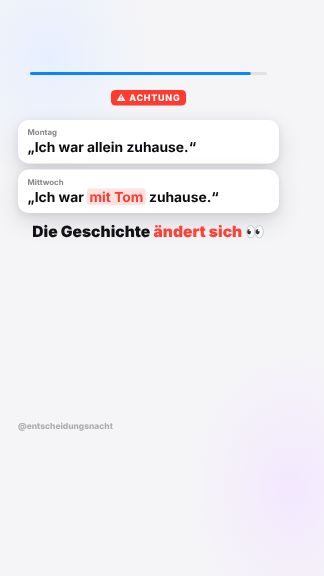 ⚠ ACHTUNG
Montag
„Ich war allein zuhause.“
Mittwoch
„Ich war mit Tom zuhause.“
Die Geschichte ändert sich 👀
@entscheidungsnacht